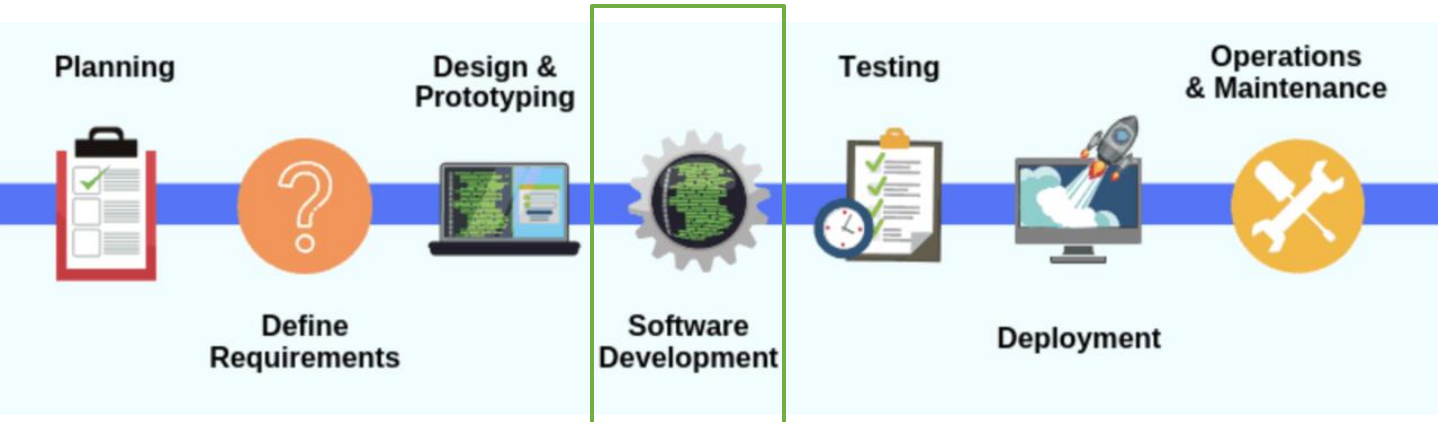 Planning
Define
Requirements
Design &
Prototyping
Software
Development
Testing
Deployment
Operations
& Maintenance